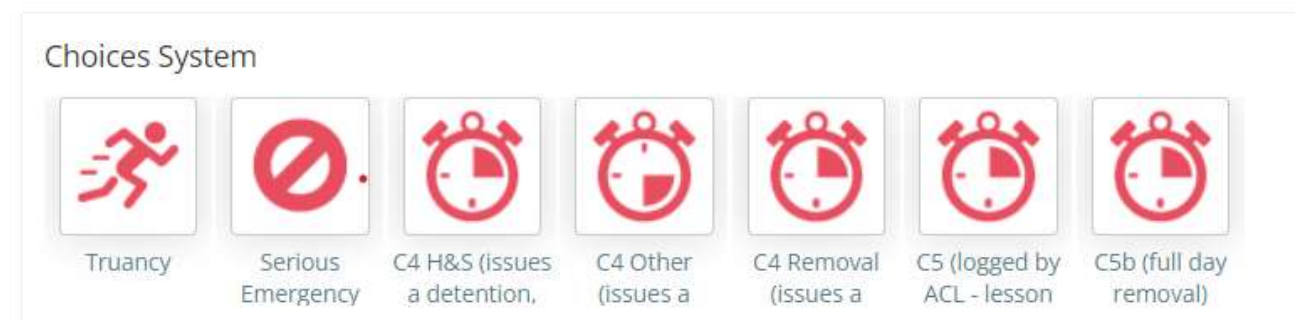 Choices System
Truancy
Serious
Emergency
C4 H&S (issues
a detention,
C4 Other
(issues a
C4 Removal
(issues a
C5 (logged by
ACL - lesson
C5b (full day
removal)